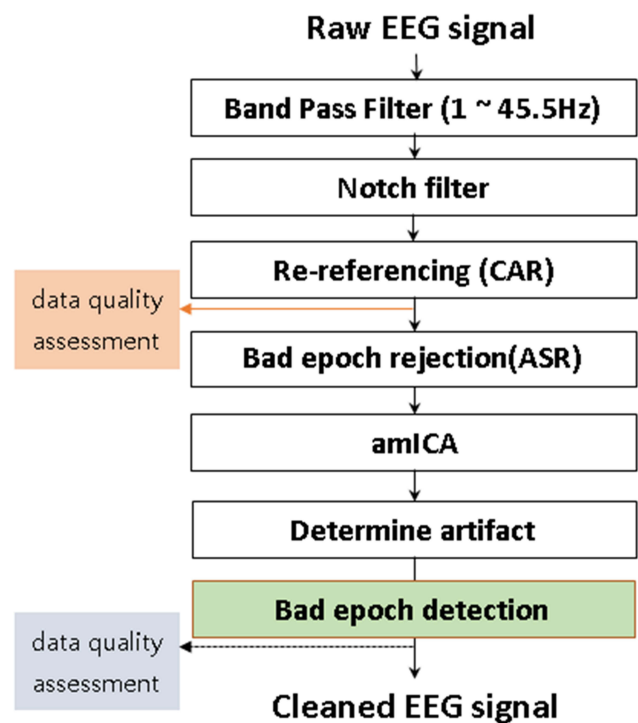 Raw EEG signal
Band Pass Filter (1 ~ 45.5Hz)
Notch filter
Re-referencing (CAR)
data quality
assessment
Bad epoch rejection(ASR)
amICA
Determine artifact
Bad epoch detection
data quality
assessment
Cleaned EEG signal